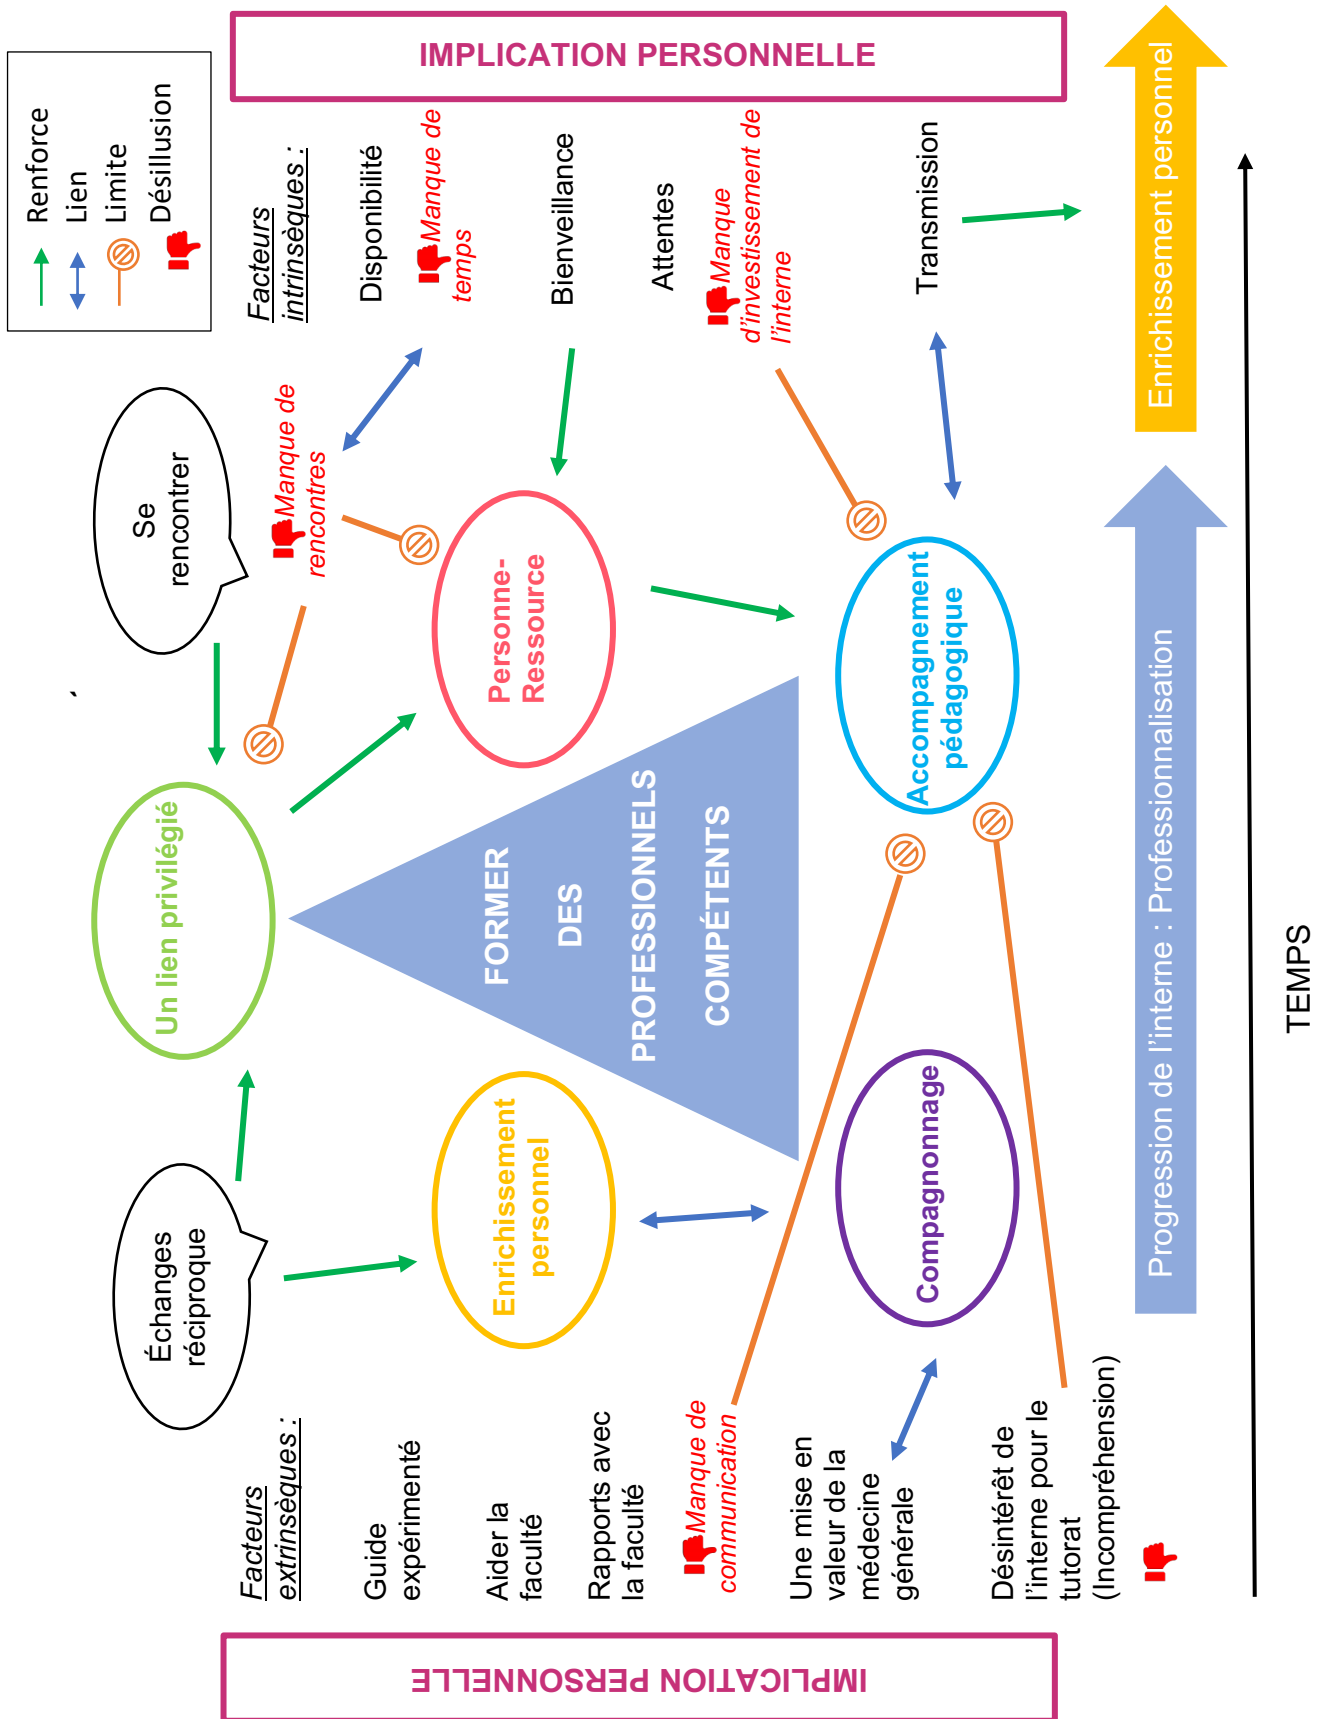 IMPLICATION PERSONNELLE
Facteurs
extrinsèques :
Guide
expérimenté
Aider la
faculté
Rapports avec
la faculté
Manque de
communication
Une mise en
valeur de la
médecine
générale
Désintérêt de
l'interne pour le
tutorat
(Incompréhension)
Échanges
réciproque
Un lien privilégié
Se
rencontrer
Manque de
rencontres
Enrichissement
personnel
Personne-
Ressource
FORMER
DES
PROFESSIONNELS
COMPÉTENTS
Compagnonnage
Accompagnement
pédagogique
Renforce
Lien
Limite
Désillusion
Facteurs
intrinsèques :
Disponibilité
Manque de
temps
Bienveillance
Attentes
Manque
d'investissement de
l'interne
Transmission
IMPLICATION PERSONNELLE
Progression de l'interne : Professionnalisation
Enrichissement personnel
TEMPS